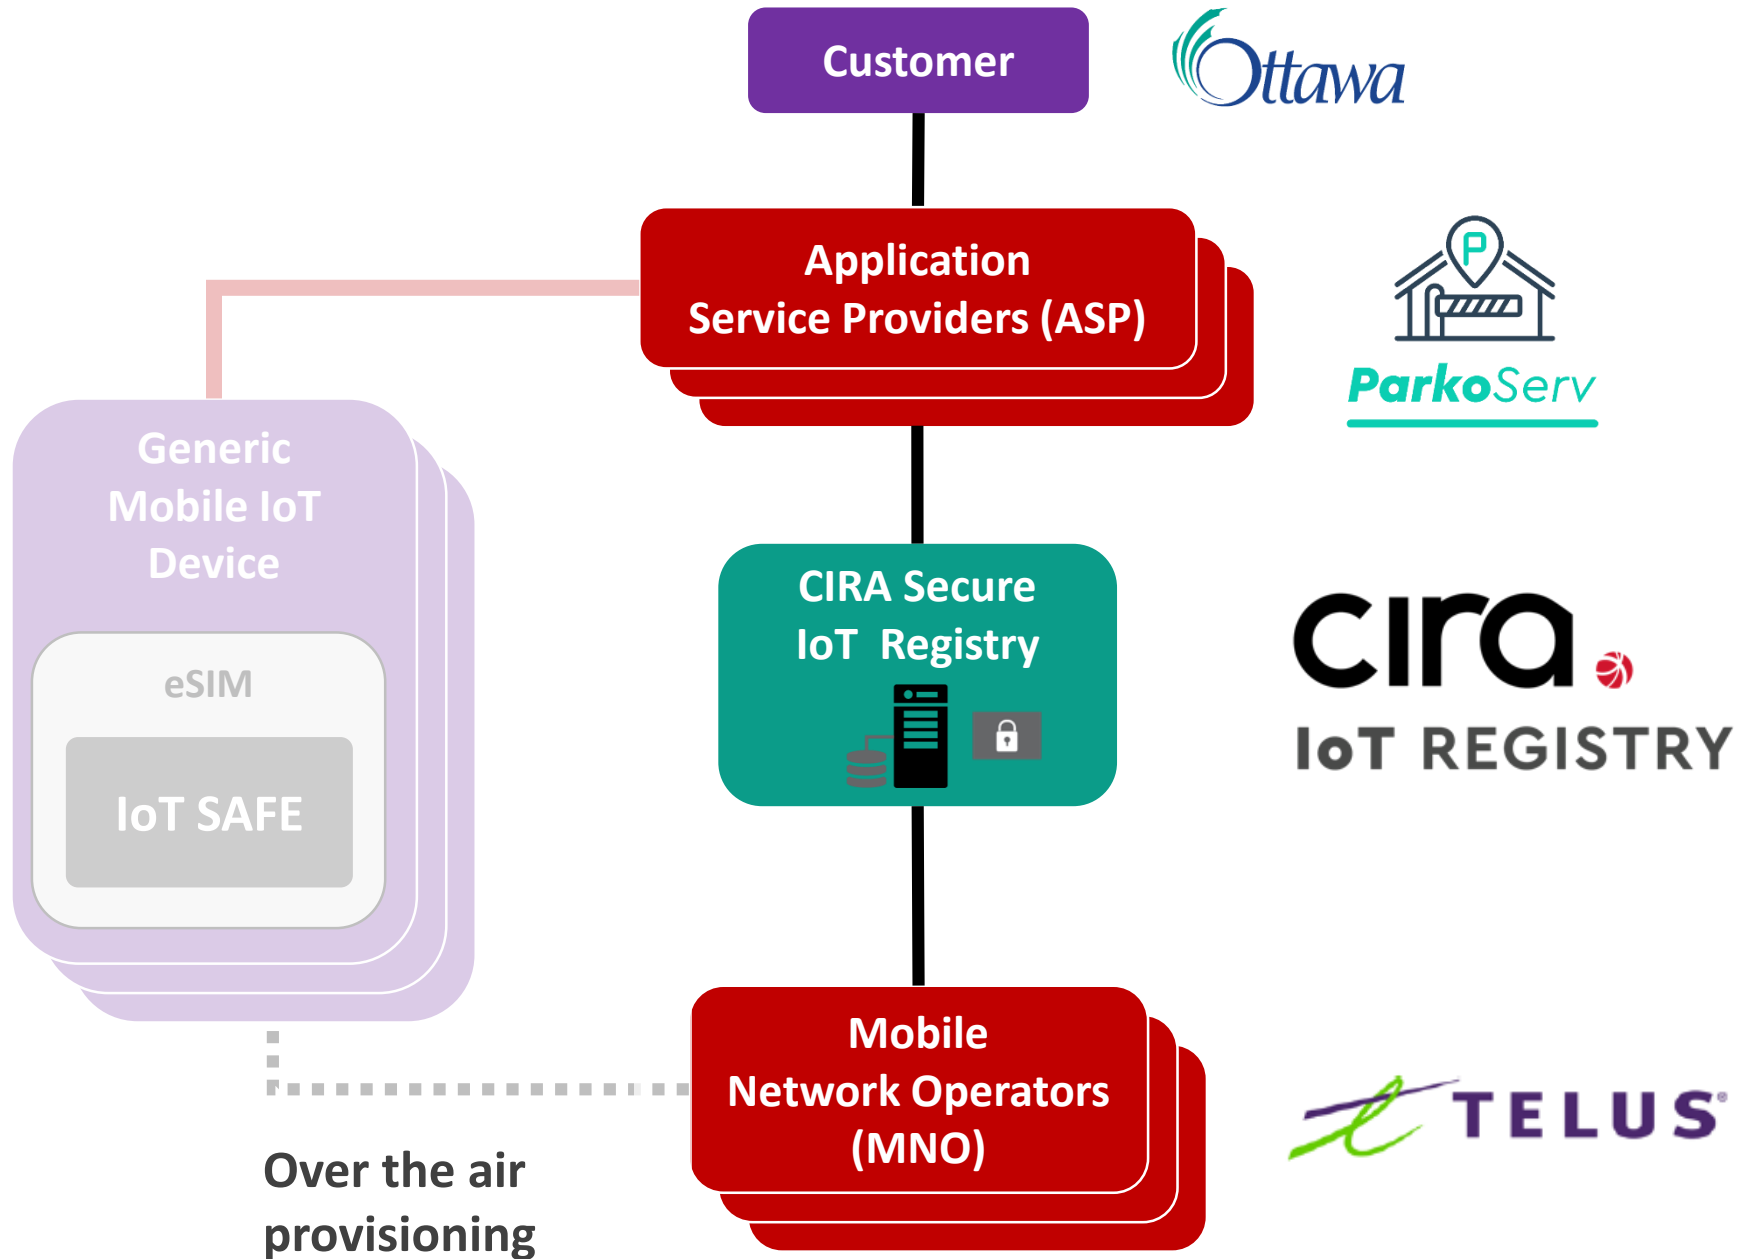 Customer
Ottawa
Application
Service Providers (ASP)
P
ParkoServ
Generic
Mobile IoT
Device
eSIM
IoT SAFE
CIRA Secure
IoT Registry
cira
IoT REGISTRY
Mobile
Network Operators
(MNO)
TELUS®
Over the air
provisioning